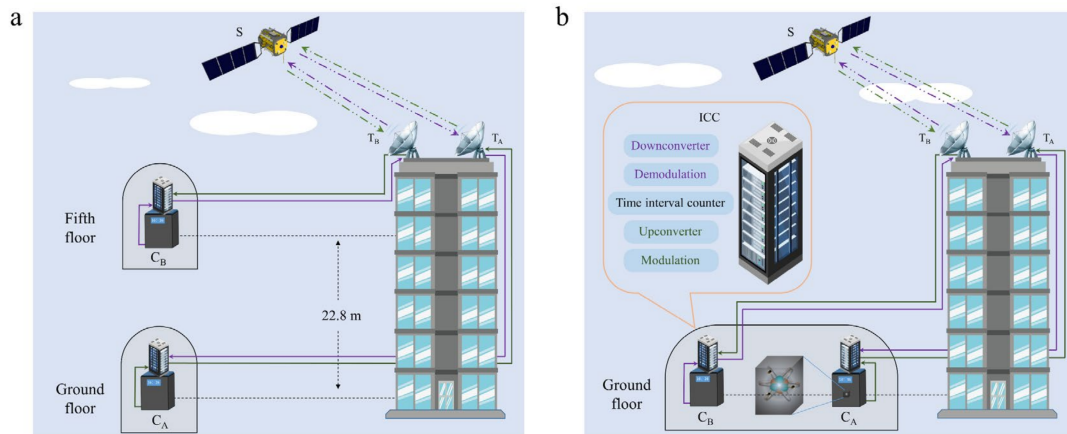 a
S
T_B
T_A
Fifth
floor
C_B
22.8 m
Ground
floor
C_A
b
S
T_B
T_A
ICC
Downconverter
Demodulation
Time interval counter
Upconverter
Modulation
Ground
floor
C_B
C_A